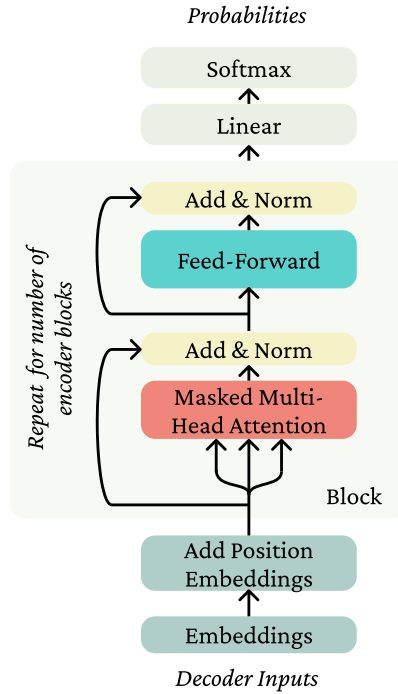 Probabilities
Softmax
Linear
Add & Norm
Feed-Forward
Add & Norm
Masked Multi-
Head Attention
Repeat for number of
encoder blocks
Block
Add Position
Embeddings
Embeddings
Decoder Inputs